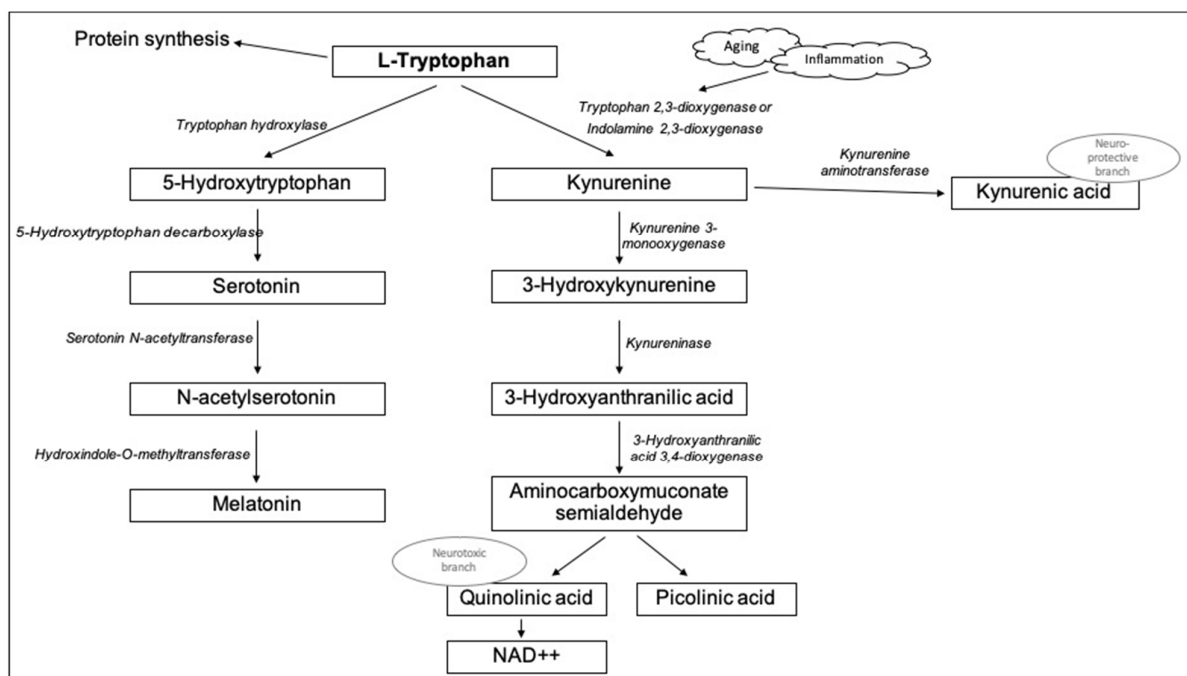 Protein synthesis
L-Tryptophan
Aging
Inflammation
Tryptophan hydroxylase
Tryptophan 2,3-dioxygenase or
Indolamine 2,3-dioxygenase
Kynurenine
aminotransferase
Neuro-
protective
branch
5-Hydroxytryptophan
Kynurenine
Kynurenic acid
5-Hydroxytryptophan decarboxylase
Kynurenine 3-
monooxygenase
Serotonin
3-Hydroxykynurenine
Serotonin N-acetyltransferase
Kynureninase
N-acetylserotonin
3-Hydroxyanthranilic acid
Hydroxindole-O-methyltransferase
3-Hydroxyanthranilic
acid 3,4-dioxygenase
Melatonin
Aminocarboxymuconate
semialdehyde
Neurotoxic
branch
Quinolinic acid
Picolinic acid
NAD++